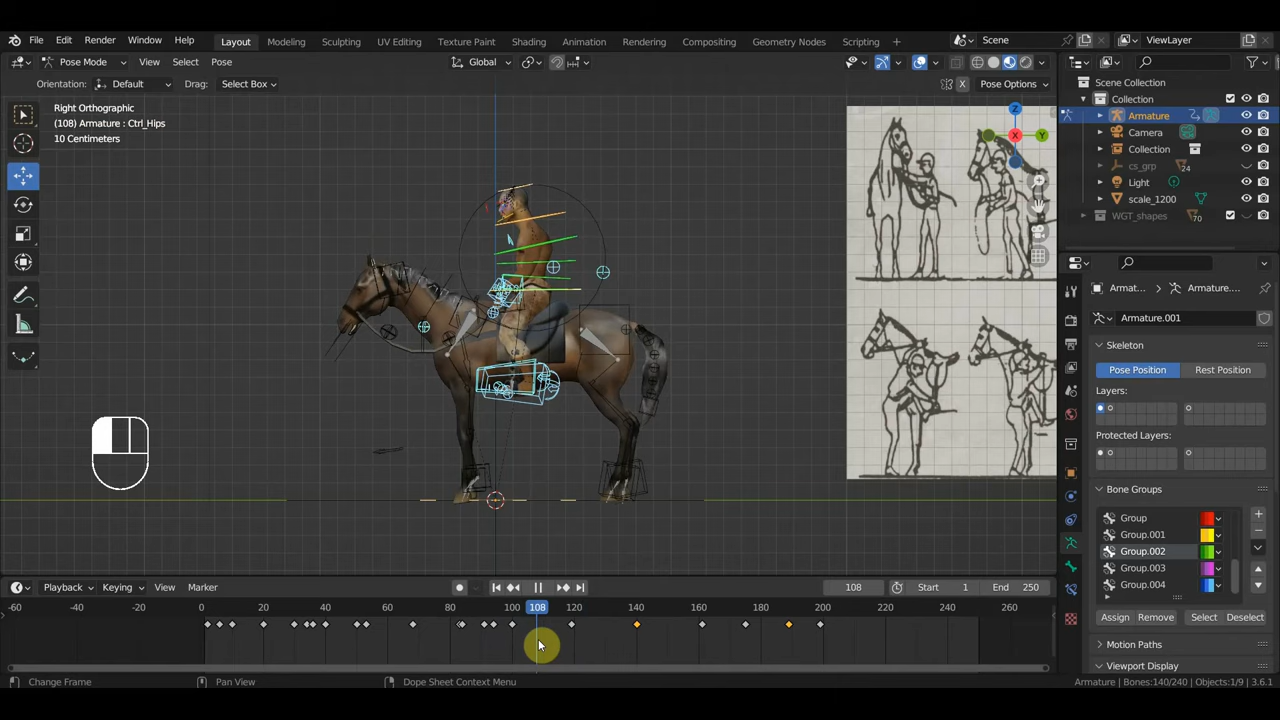 File Edit Render Window Help Layout Modeling Sculpting UV Editing Texture Paint Shading Animation Rendering Compositing Geometry Nodes Scripting + Scene ViewLayer
Pose Mode View Select Pose Global
Scene Collection
Orientation: Default Drag: Select Box X Pose Options
Collection
Right Orthographic
(108) Armature : Ctrl_Hips
10 Centimeters
Armature
Camera
Collection
cs_grp 24
Light
scale_1200
WGT_shapes 70
Z
X
Y
Armat... Armature....
Armature.001
Skeleton
Pose Position Rest Position
Layers:
Protected Layers:
Bone Groups
Group
Group.001
Group.002
Group.003
Group.004
Assign Remove Select Deselect
Motion Paths
Viewport Display
Playback Keying View Marker 108 Start 1 End 250
-60 -40 -20 0 20 40 60 80 100 108 120 140 160 180 200 220 240 260
Change Frame Pan View Dope Sheet Context Menu Armature | Bones:140/240 | Objects:1/9 | 3.6.1